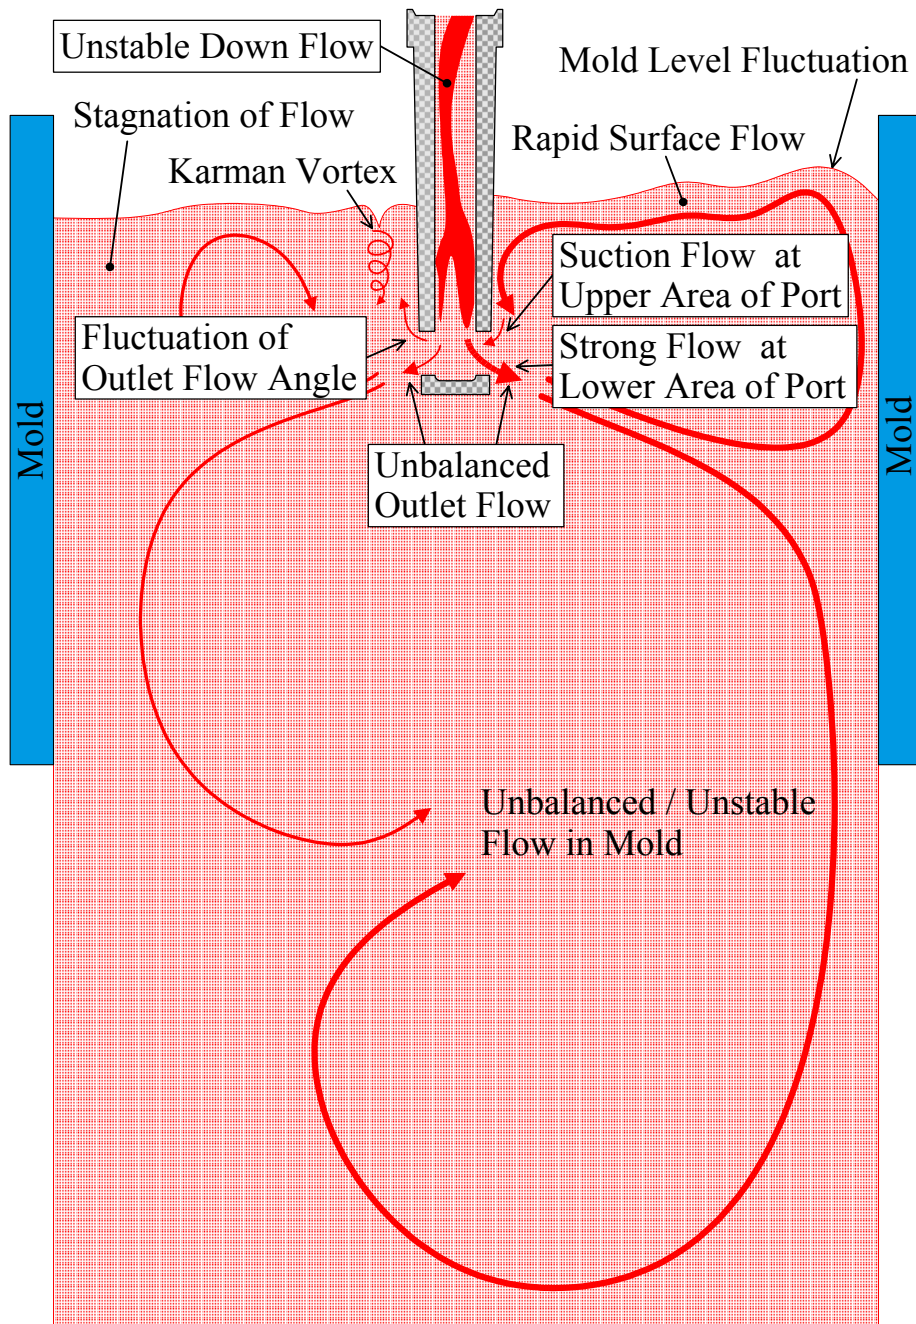 Unstable Down Flow
Mold Level Fluctuation
Stagnation of Flow
Rapid Surface Flow
Karman Vortex
Suction Flow at
Upper Area of Port
Fluctuation of
Outlet Flow Angle
Strong Flow at
Lower Area of Port
Mold
Mold
Unbalanced
Outlet Flow
Unbalanced / Unstable
Flow in Mold